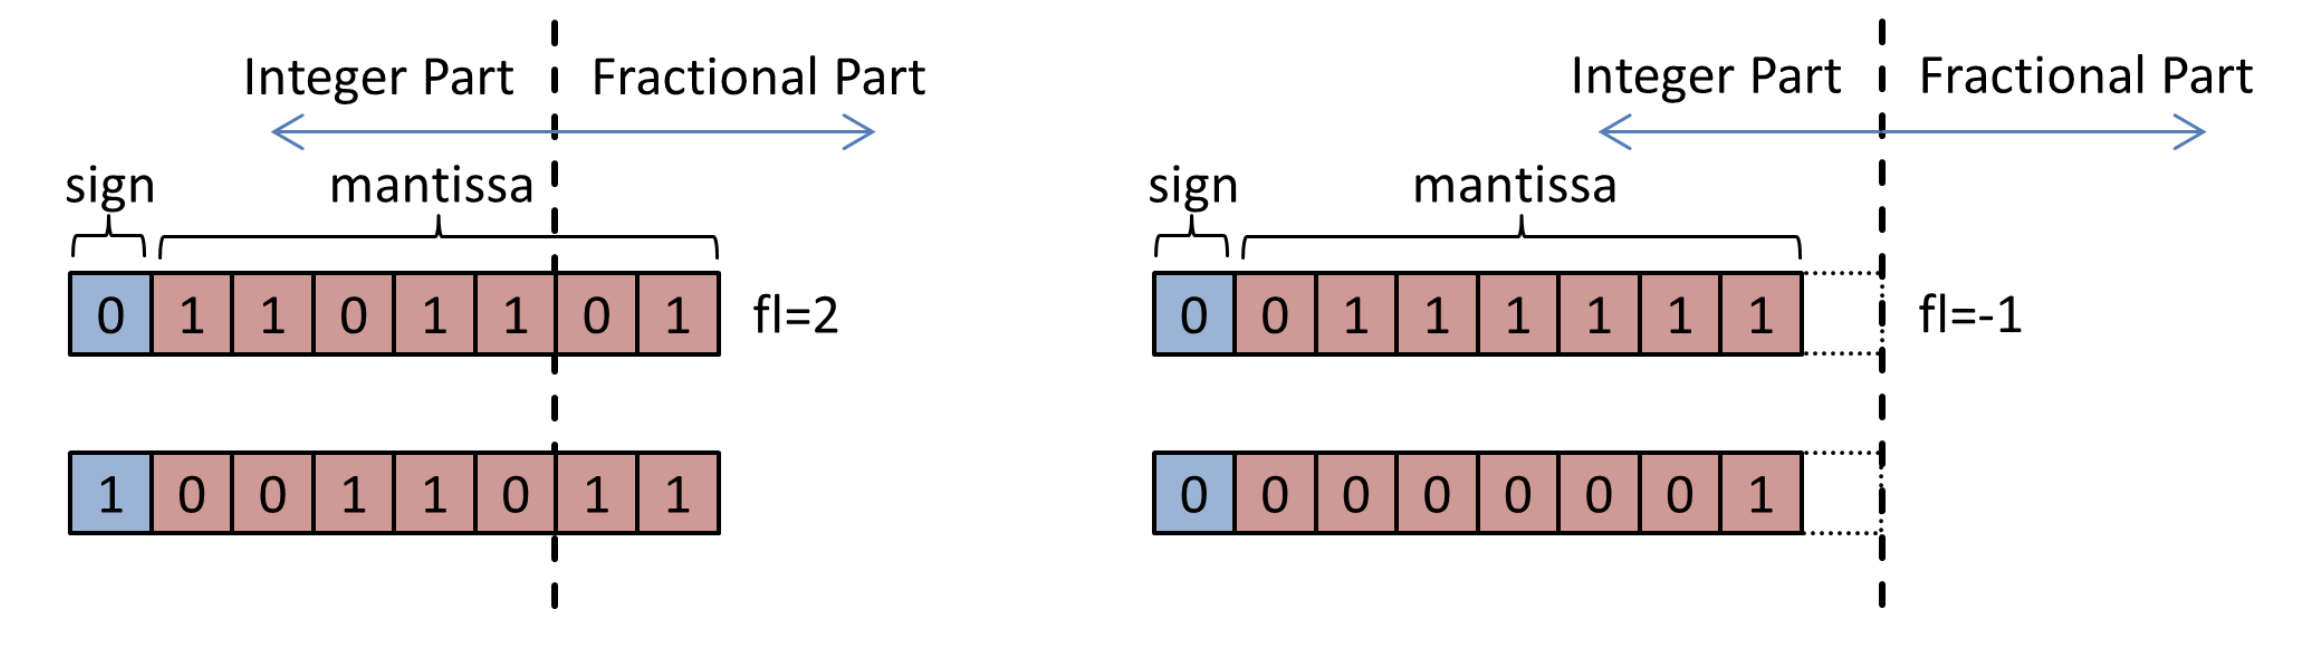 Integer Part Fractional Part
sign mantissa
0 1 1 0 1 1 0 1 fl=2
1 0 0 1 1 0 1 1
Integer Part Fractional Part
sign mantissa
0 0 1 1 1 1 1 1 fl=-1
0 0 0 0 0 0 0 1